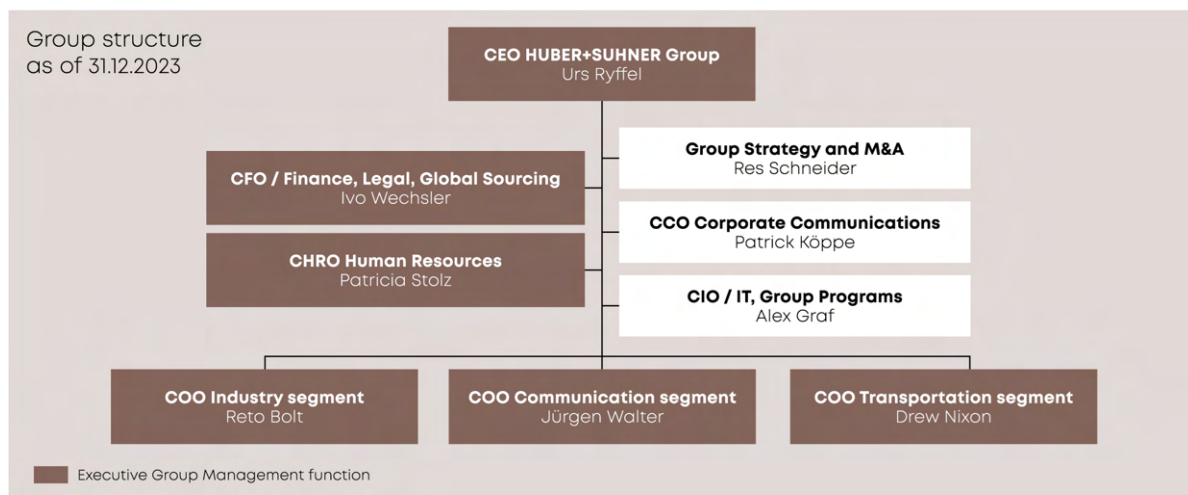 Group structure
as of 31.12.2023
CEO HUBER+SUHNER Group
Urs Ryffel
Group Strategy and M&A
Res Schneider
CFO / Finance, Legal, Global Sourcing
Ivo Wechsler
CCO Corporate Communications
Patrick Köppe
CHRO Human Resources
Patricia Stolz
CIO / IT, Group Programs
Alex Graf
COO Industry segment
Reto Bolt
COO Communication segment
Jürgen Walter
COO Transportation segment
Drew Nixon
Executive Group Management function